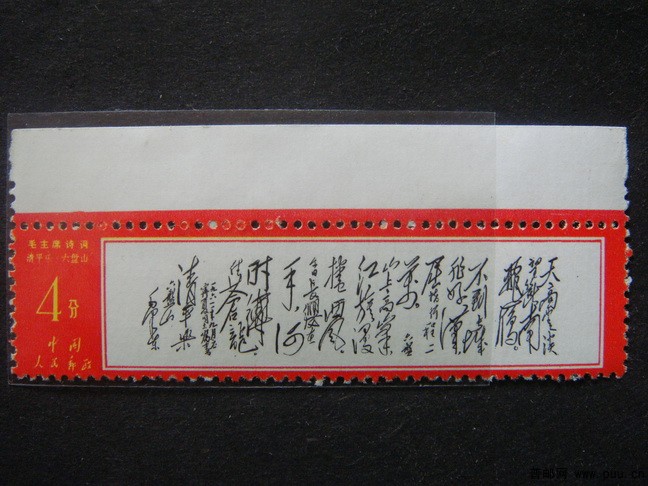 毛主席诗词
清平乐·六盘山
4分
中国
人民邮政
天高云淡
望断南
飞雁
不到长城
非好汉
屈指行程二
万 六盘
山上高峰
红旗漫
卷西风
今日长缨在
手何
时缚
住苍龙
清平乐
六盘山
毛泽东